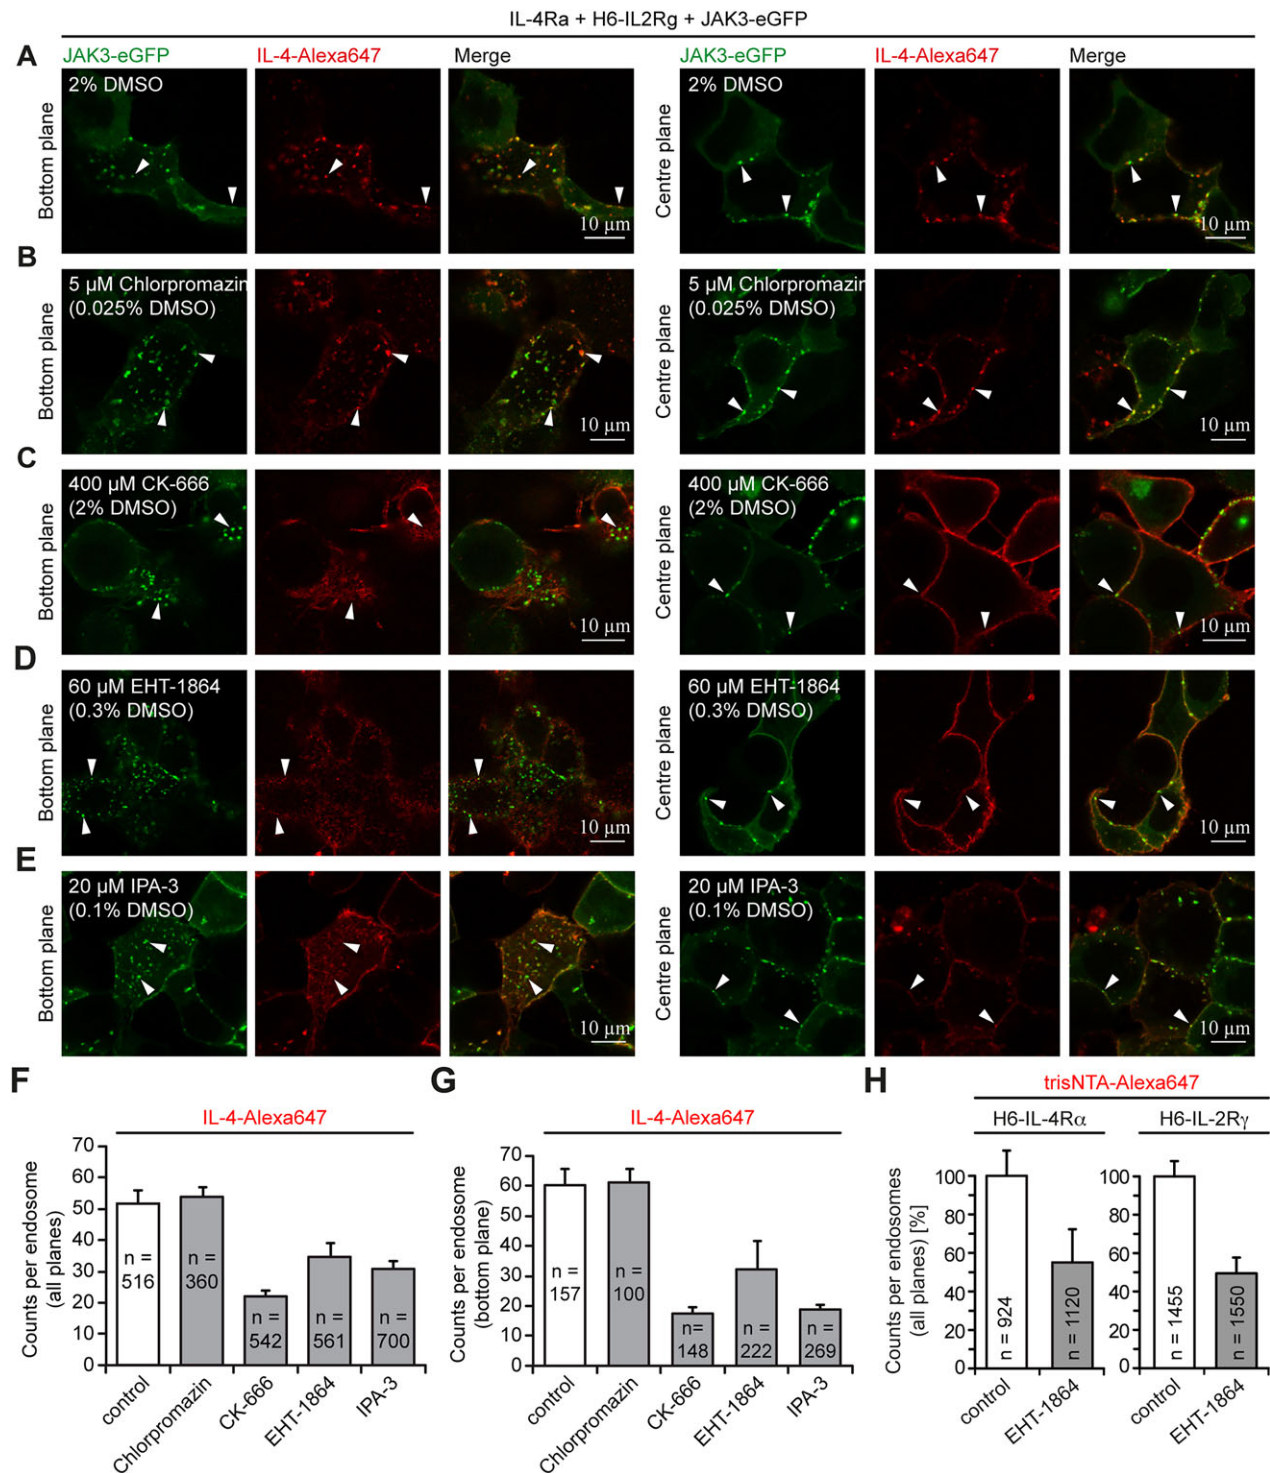 IL-4Ra + H6-IL2Rg + JAK3-eGFP
A
JAK3-eGFP IL-4-Alexa647 Merge JAK3-eGFP IL-4-Alexa647 Merge
Bottom plane
2% DMSO
10 µm
Centre plane
2% DMSO
10 µm
B
Bottom plane
5 µM Chlorpromazin
(0.025% DMSO)
10 µm
Centre plane
5 µM Chlorpromazin
(0.025% DMSO)
10 µm
C
Bottom plane
400 µM CK-666
(2% DMSO)
10 µm
Centre plane
400 µM CK-666
(2% DMSO)
10 µm
D
Bottom plane
60 µM EHT-1864
(0.3% DMSO)
10 µm
Centre plane
60 µM EHT-1864
(0.3% DMSO)
10 µm
E
Bottom plane
20 µM IPA-3
(0.1% DMSO)
10 µm
Centre plane
20 µM IPA-3
(0.1% DMSO)
10 µm
F
IL-4-Alexa647
Counts per endosome
(all planes)
70
60
50
40
30
20
10
0
n =
516
n =
360
n =
542
n =
561
n =
700
control
Chlorpromazin
CK-666
EHT-1864
IPA-3
G
IL-4-Alexa647
Counts per endosome
(bottom plane)
70
60
50
40
30
20
10
0
n =
157
n =
100
n=
148
n =
222
n =
269
control
Chlorpromazin
CK-666
EHT-1864
IPA-3
H
trisNTA-Alexa647
H6-IL-4Rα
H6-IL-2Rγ
Counts per endosomes
(all planes) [%]
100
80
60
40
20
0
n = 924
n = 1120
control
EHT-1864
100
80
60
40
20
0
n = 1455
n = 1550
control
EHT-1864